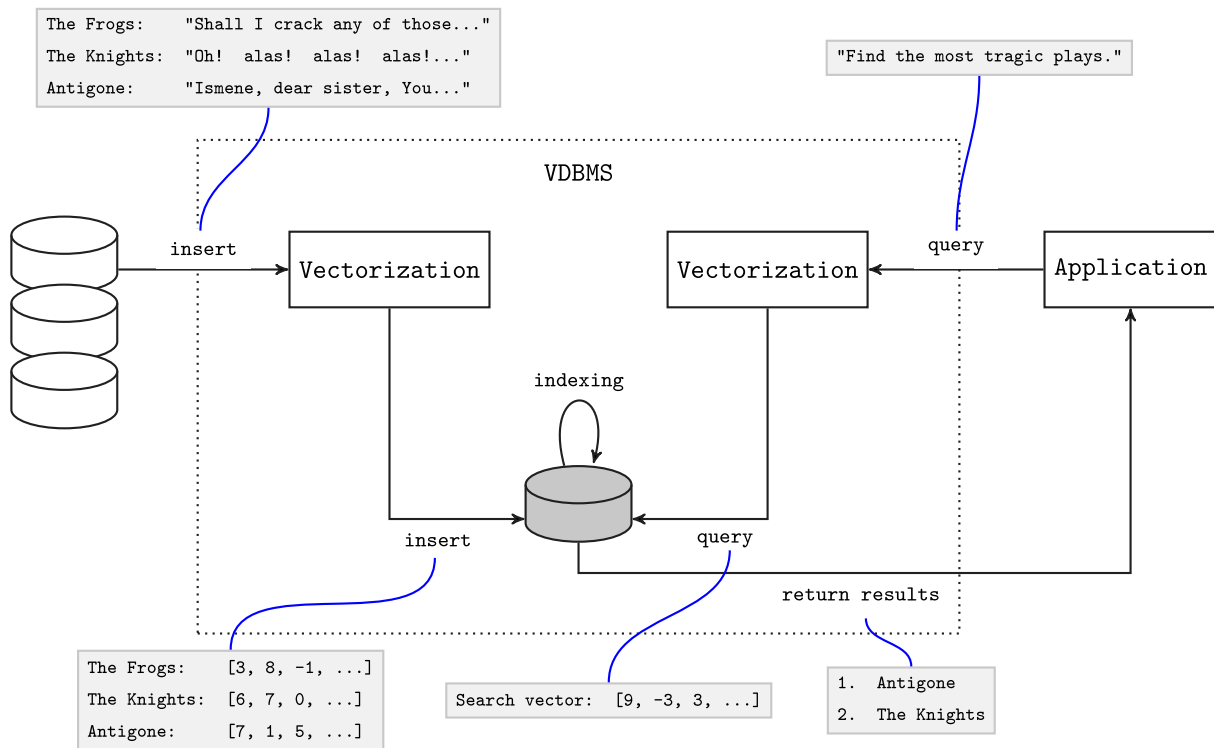 The Frogs: "Shall I crack any of those..."
The Knights: "Oh! alas! alas! alas!..."
Antigone: "Ismene, dear sister, You..."
"Find the most tragic plays."
VDBMS
insert
query
Vectorization
Vectorization
Application
indexing
insert
query
return results
The Frogs: [3, 8, -1, ...]
The Knights: [6, 7, 0, ...]
Antigone: [7, 1, 5, ...]
Search vector: [9, -3, 3, ...]
1. Antigone
2. The Knights